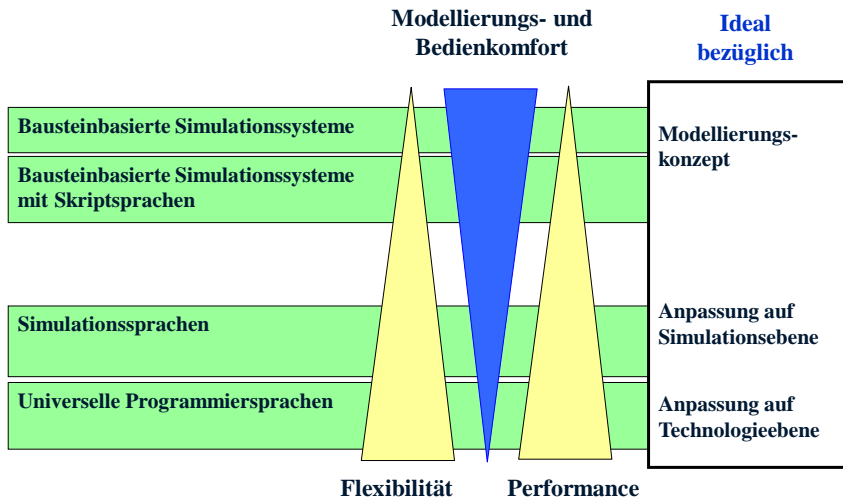 Modellierungs- und
Bedienkomfort
Ideal
bezüglich
Bausteinbasierte Simulationssysteme
Bausteinbasierte Simulationssysteme
mit Skriptsprachen
Modellierungs-
konzept
Simulationssprachen
Anpassung auf
Simulationsebene
Universelle Programmiersprachen
Anpassung auf
Technologieebene
Flexibilität
Performance